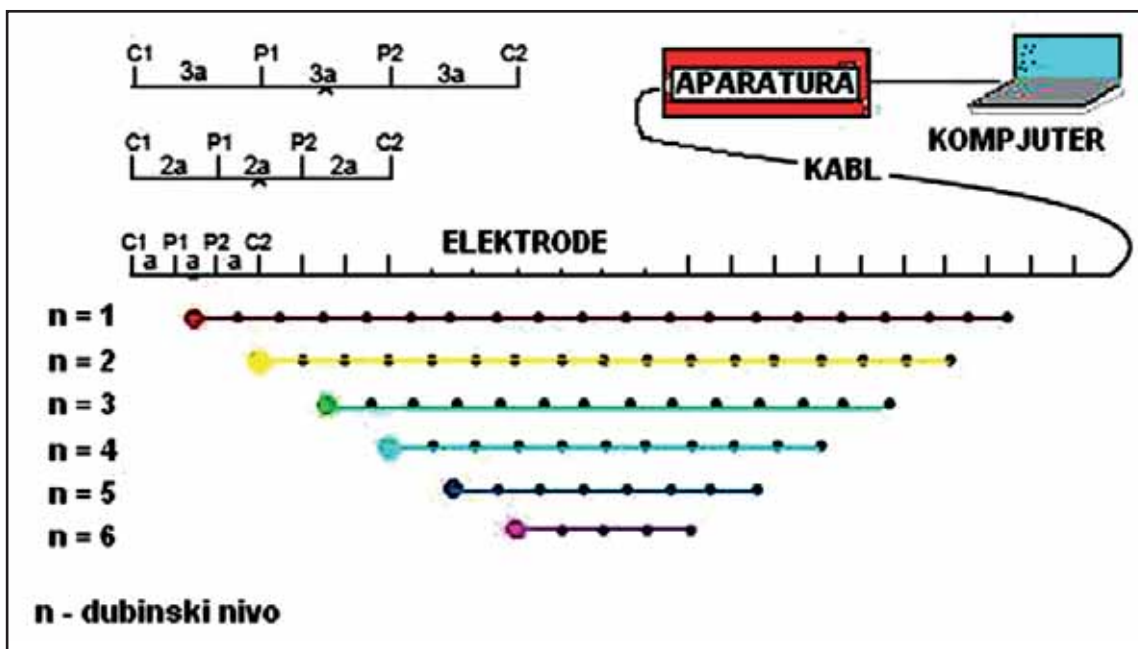 C1 P1 P2 C2
3a 3a 3a
C1 P1 P2 C2
2a 2a 2a
APARATURA
KOMPJUTER
KABL
C1 P1 P2 C2
a a a
ELEKTRODE
n = 1
n = 2
n = 3
n = 4
n = 5
n = 6
n - dubinski nivo